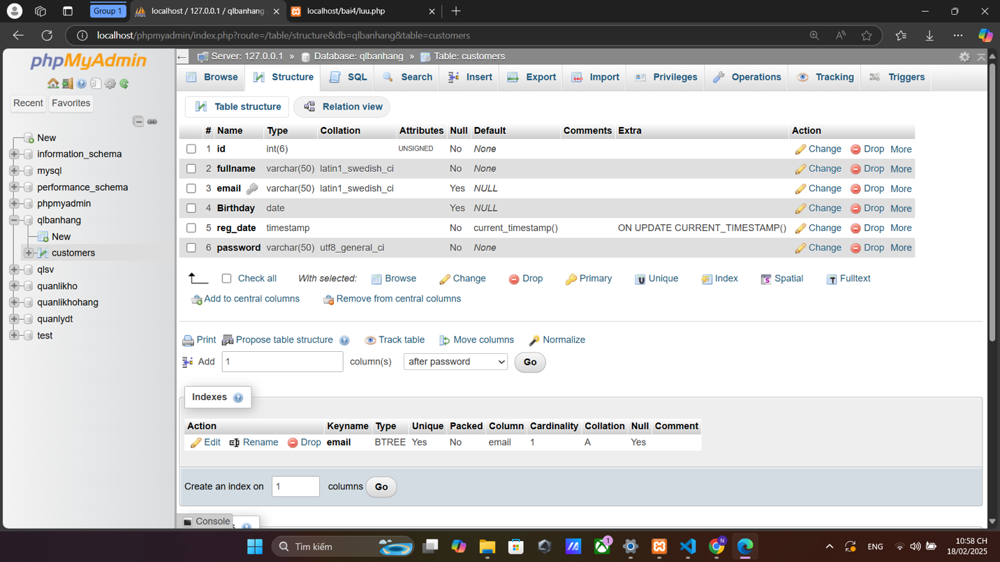 Group 1
localhost / 127.0.0.1 / qlbanhang
localhost/bai4/luu.php
localhost/phpmyadmin/index.php?route=/table/structure&db=qlbanhang&table=customers
phpMyAdmin
Recent Favorites
New
information_schema
mysql
performance_schema
phpmyadmin
qlbanhang
New
customers
qlsv
quanlikho
quanlikhohang
quanlydt
test
Server: 127.0.0.1 » Database: qlbanhang » Table: customers
Browse Structure SQL Search Insert Export Import Privileges Operations Tracking Triggers
Table structure Relation view
# Name Type Collation Attributes Null Default Comments Extra Action
1 id int(6) UNSIGNED No None Change Drop More
2 fullname varchar(50) latin1_swedish_ci No None Change Drop More
3 email varchar(50) latin1_swedish_ci Yes NULL Change Drop More
4 Birthday date Yes NULL Change Drop More
5 reg_date timestamp No current_timestamp() ON UPDATE CURRENT_TIMESTAMP() Change Drop More
6 password varchar(50) utf8_general_ci No None Change Drop More
Check all With selected: Browse Change Drop Primary Unique Index Spatial Fulltext
Add to central columns Remove from central columns
Print Propose table structure Track table Move columns Normalize
Add 1 column(s) after password Go
Indexes
Action Keyname Type Unique Packed Column Cardinality Collation Null Comment
Edit Rename Drop email BTREE Yes No email 1 A Yes
Create an index on 1 columns Go
Console
Tìm kiếm
1
N
ENG
10:58 CH
18/02/2025